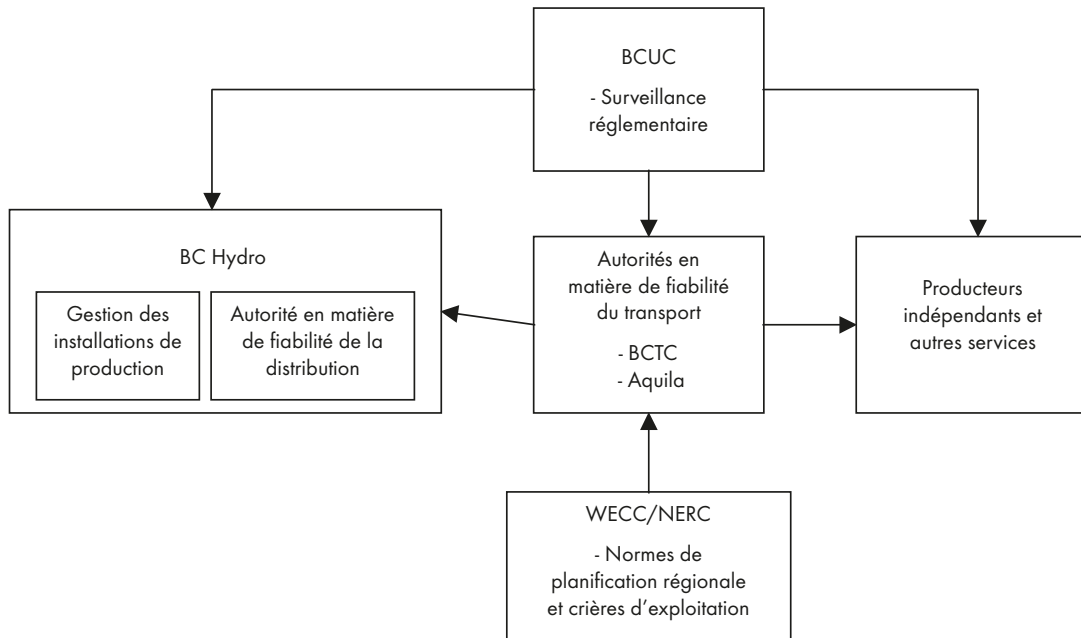 BCUC
- Surveillance
réglementaire
BC Hydro
Gestion des
installations de
production
Autorité en matière
de fiabilité de la
distribution
Autorités en
matière de fiabilité
du transport
- BCTC
- Aquila
Producteurs
indépendants et
autres services
WECC/NERC
- Normes de
planification régionale
et crières d'exploitation